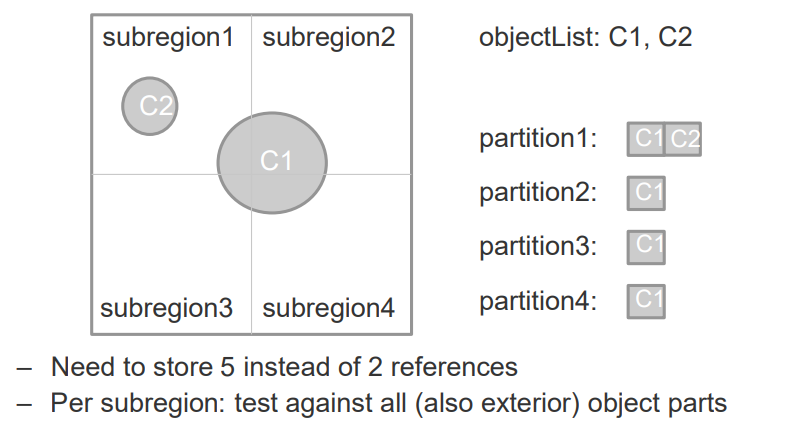 subregion1 subregion2
objectList: C1, C2
C2
C1
partition1: C1 C2
partition2: C1
partition3: C1
partition4: C1
subregion3 subregion4
– Need to store 5 instead of 2 references
– Per subregion: test against all (also exterior) object parts